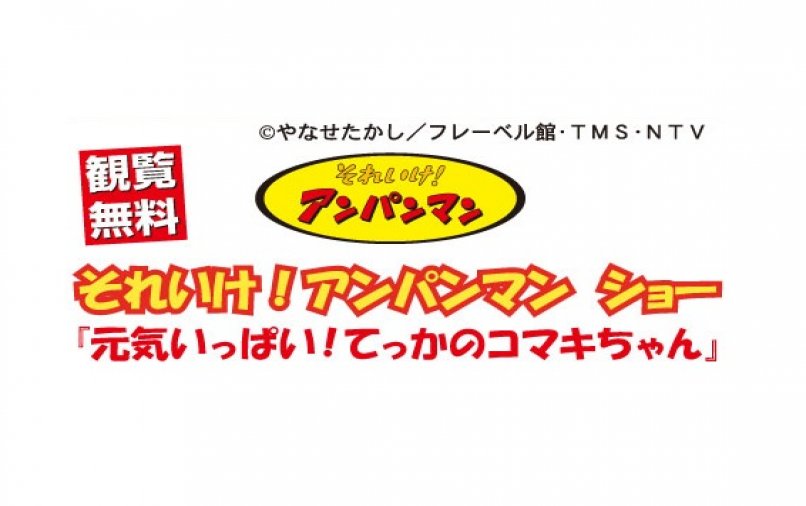 ©やなせたかし／フレーベル館・ＴＭＳ・ＮＴＶ
観覧
無料
それいけ！
アンパンマン
それいけ！アンパンマン ショー
『元気いっぱい！てっかのコマキちゃん』